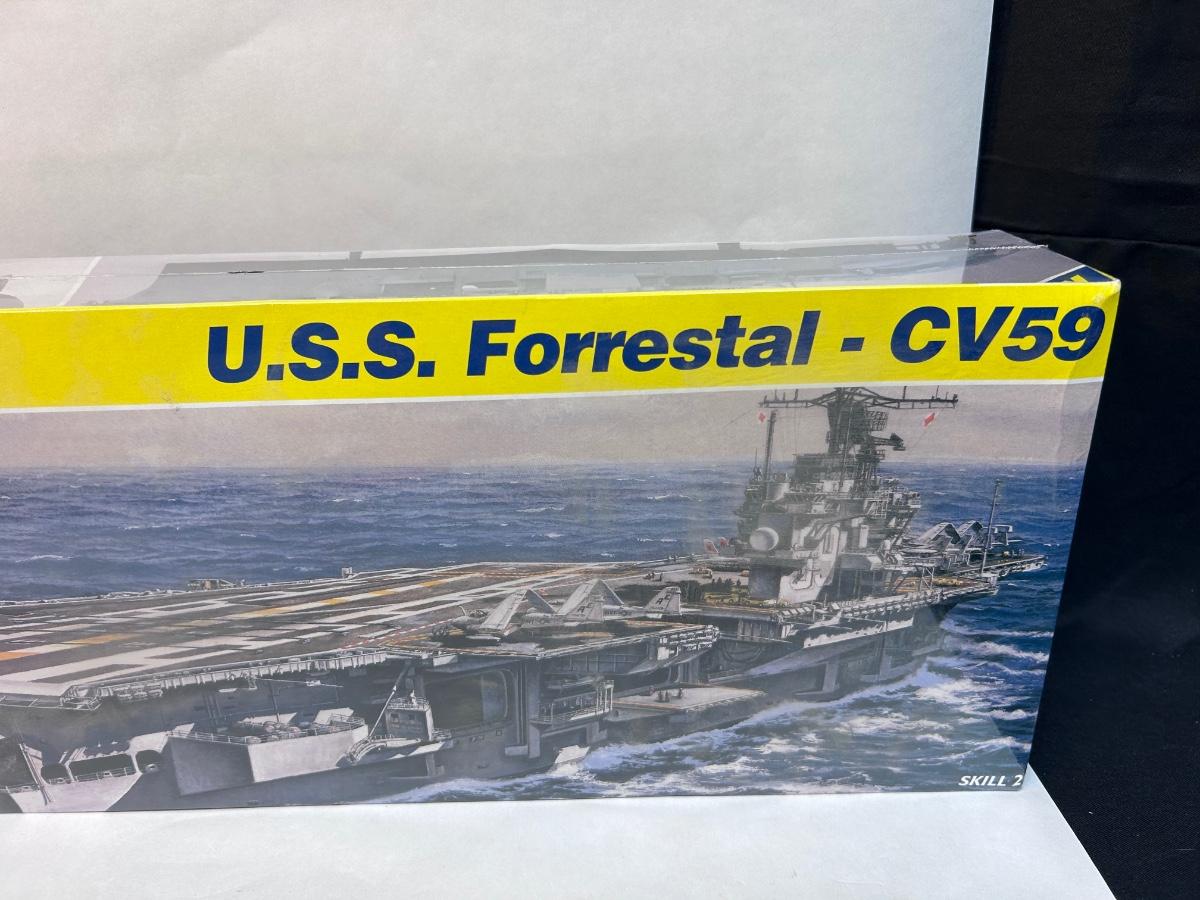 U.S.S. Forrestal - CV59
SKILL 2